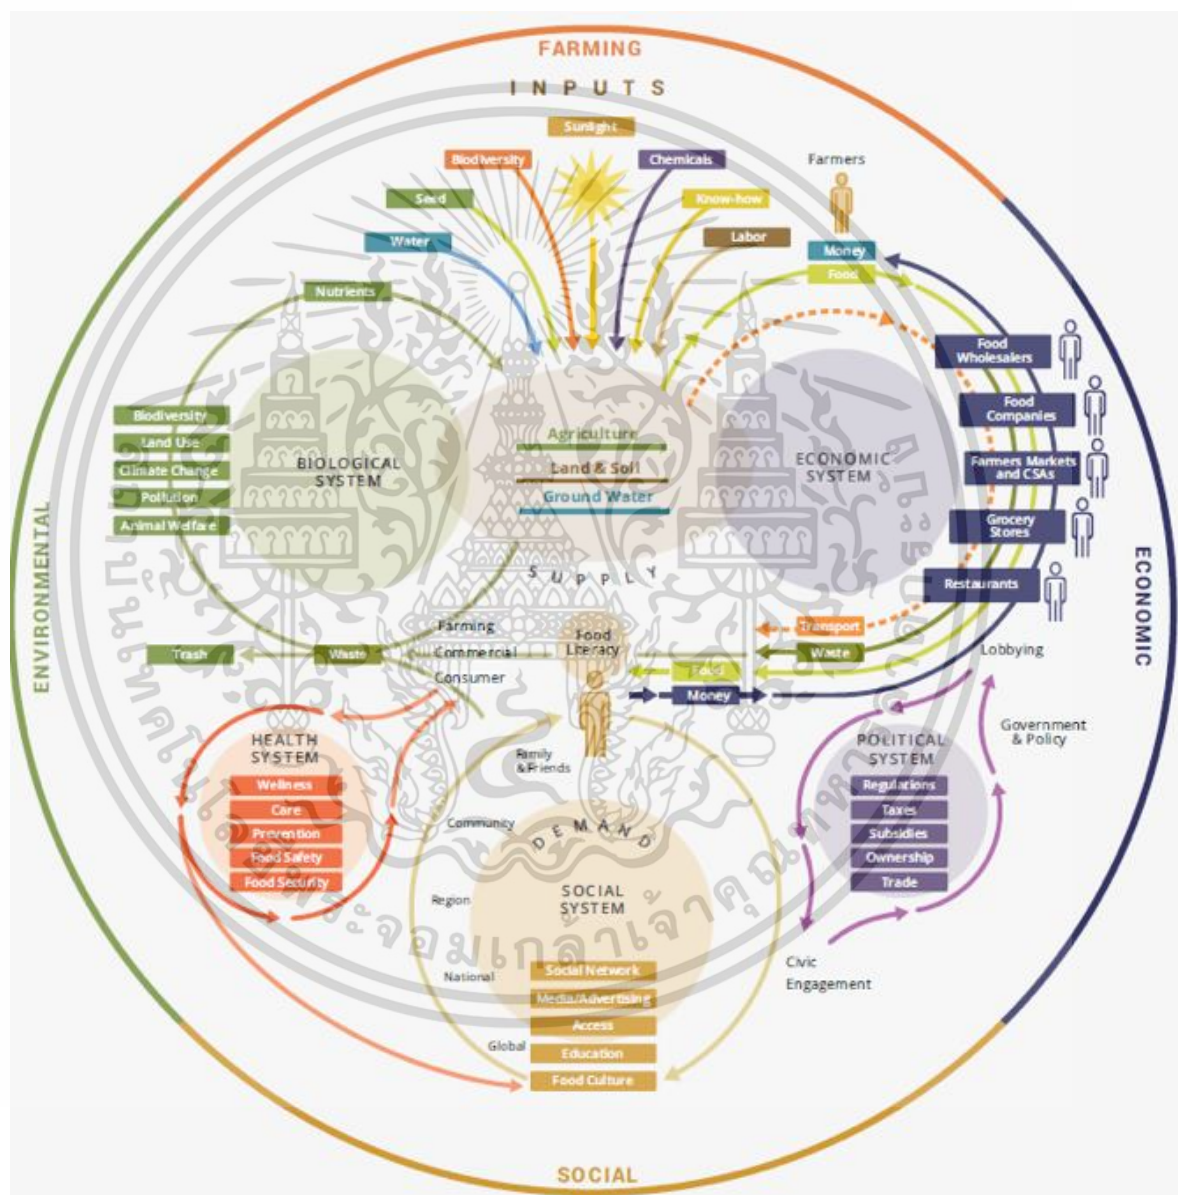 FARMING
INPUTS
Sunlight
Biodiversity
Chemicals
Farmers
Seed
Know-how
Water
Labor
Money
Food
Nutrients
Food
Wholesalers
Food
Companies
Farmers Markets
and CSAs
Grocery
Stores
Restaurants
Biodiversity
Land Use
Climate Change
Pollution
Animal Welfare
BIOLOGICAL
SYSTEM
Agriculture
Land & Soil
Ground Water
ECONOMIC
SYSTEM
SUPPLY
ENVIRONMENTAL
ECONOMIC
Farming
Commercial
Consumer
Food
Literacy
Transport
Trash
Waste
Waste
Food
Money
Lobbying
Government
& Policy
HEALTH
SYSTEM
Wellness
Care
Prevention
Food Safety
Food Security
Family
& Friends
Community
Region
National
Global
DEMAND
SOCIAL
SYSTEM
Social Network
Media/Advertising
Access
Education
Food Culture
POLITICAL
SYSTEM
Regulations
Taxes
Subsidies
Ownership
Trade
Civic
Engagement
SOCIAL